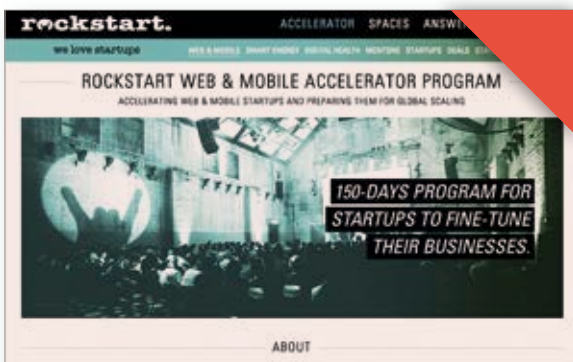 rockstart.
ACCELERATOR SPACES
we love startups
WEB & MOBILE SMART ENERGY DIGITAL HEALTH MENTORS STARTUPS DEALS
ROCKSTART WEB & MOBILE ACCELERATOR PROGRAM
ACCELERATING WEB & MOBILE STARTUPS AND PREPARING THEM FOR GLOBAL SCALING
150-DAYS PROGRAM FOR
STARTUPS TO FINE-TUNE
THEIR BUSINESSES.
ABOUT